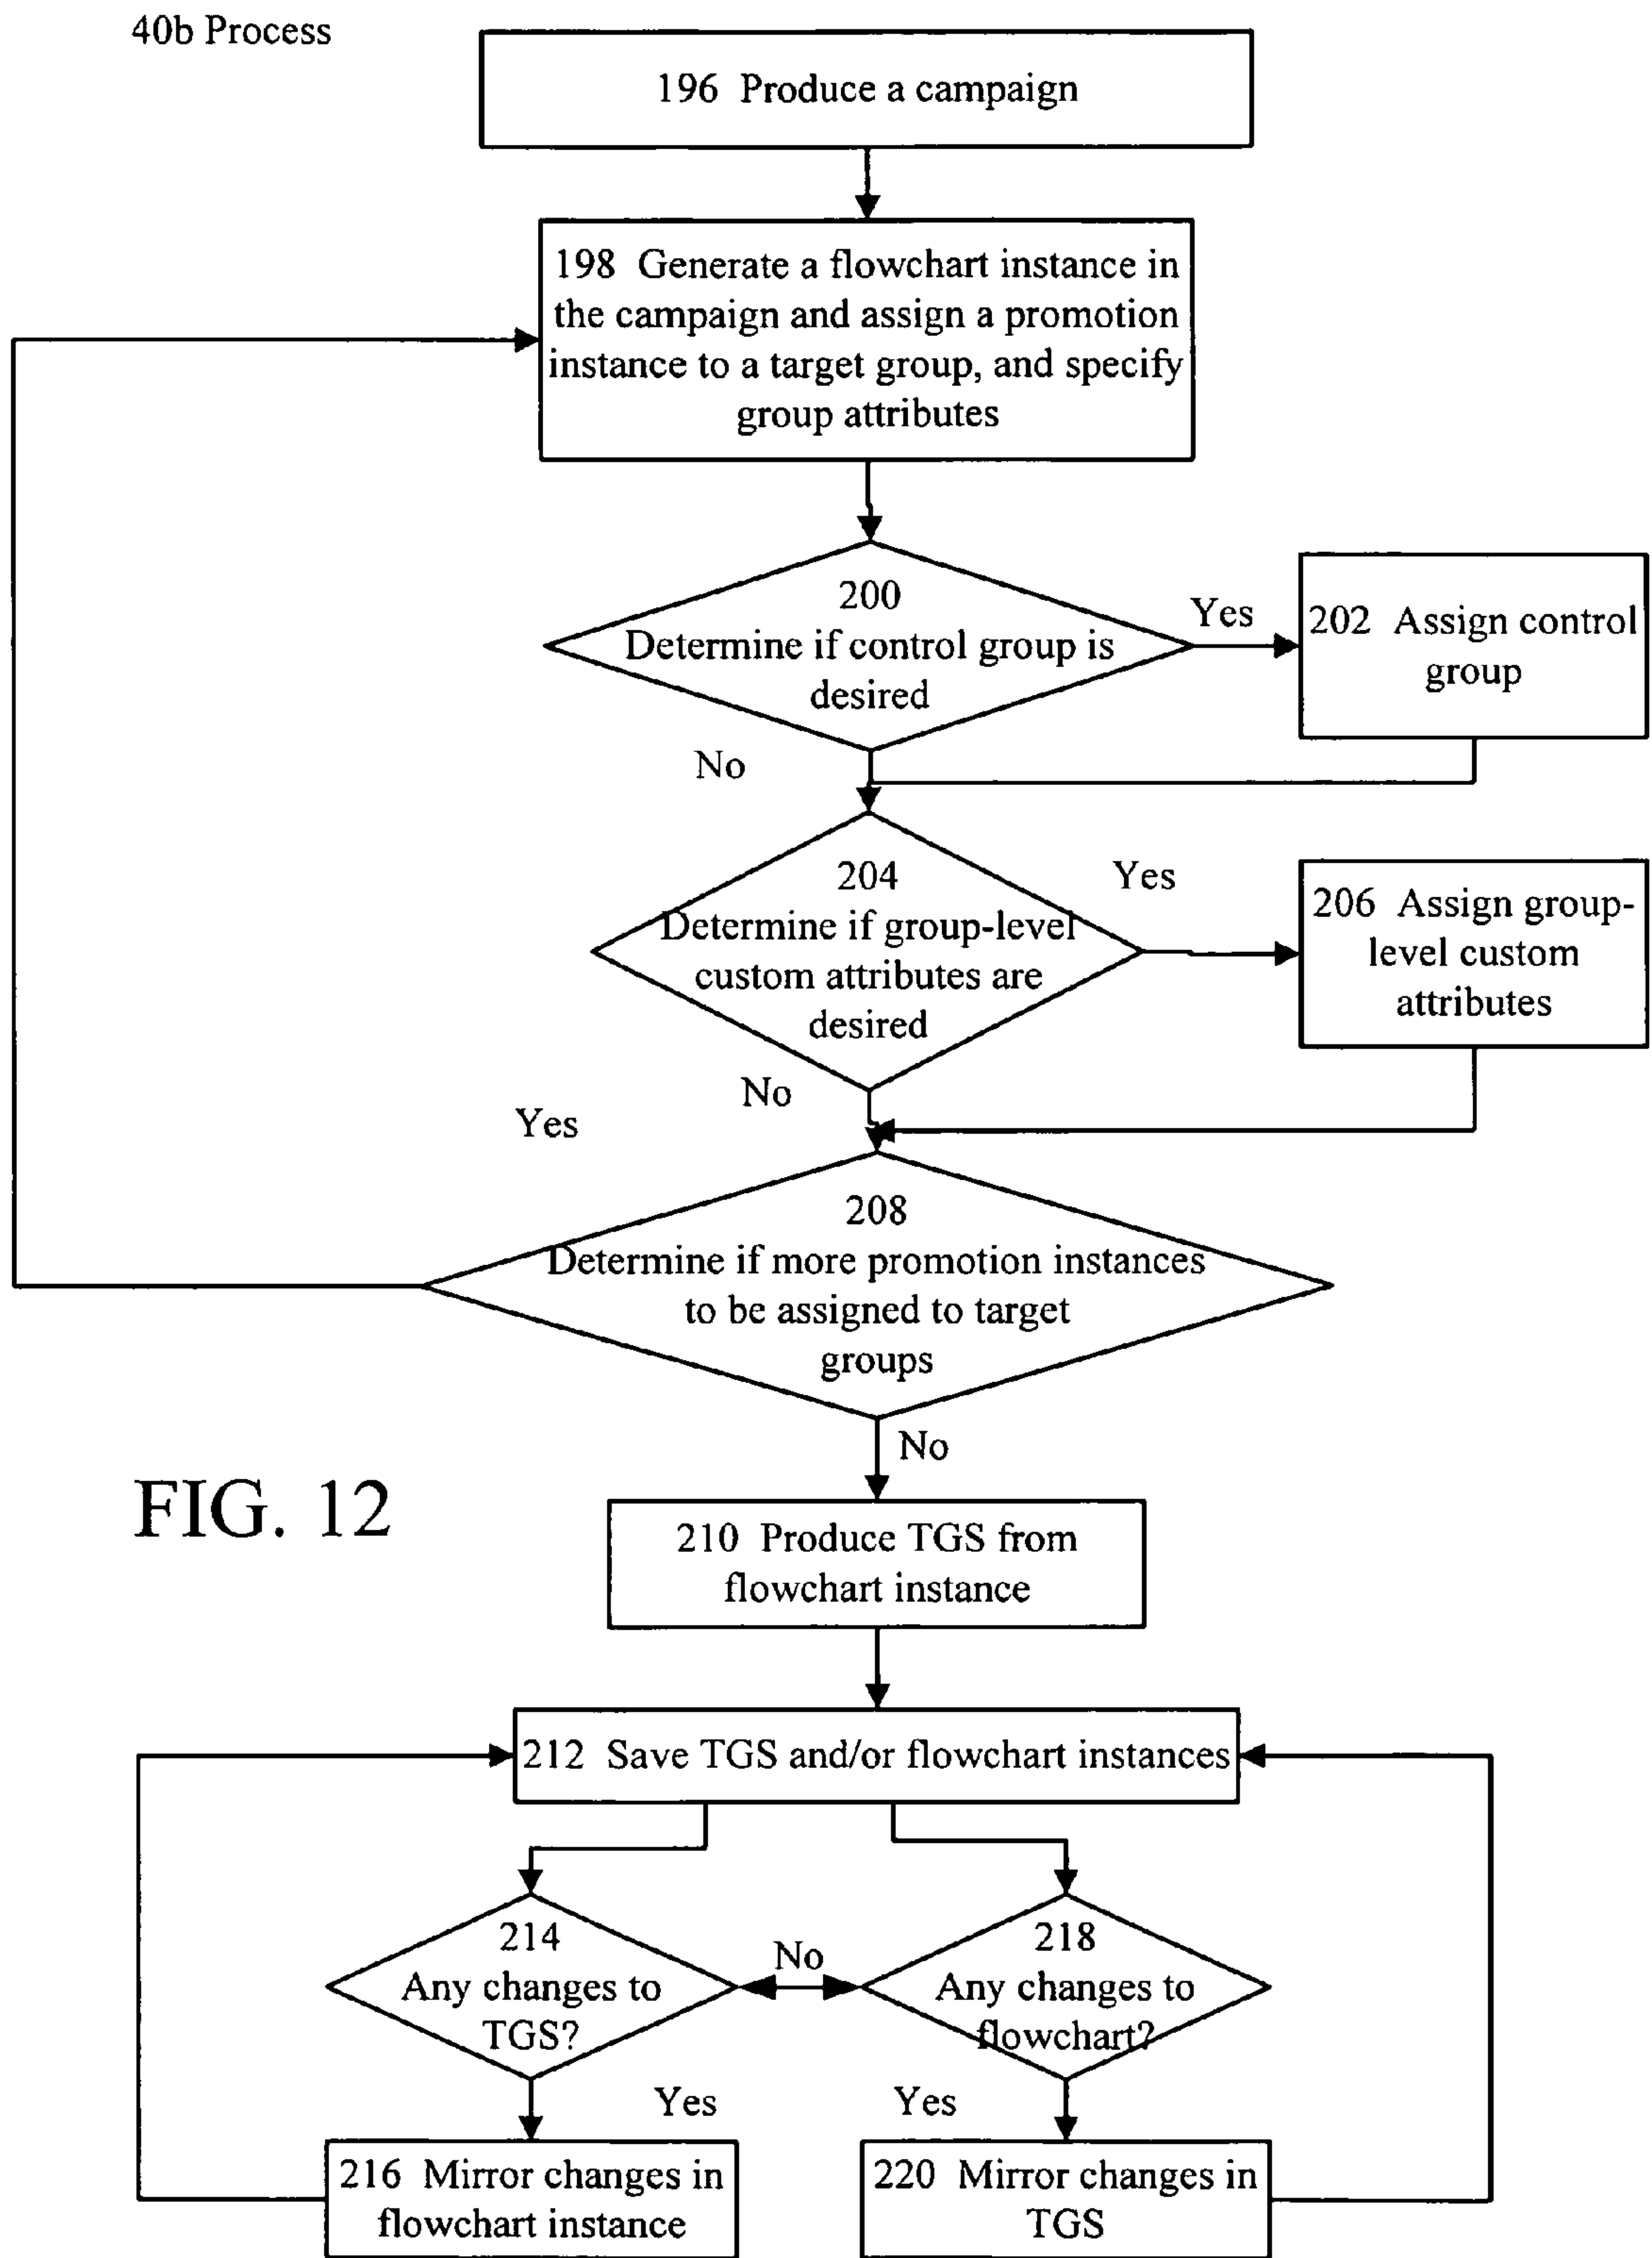 40b Process
196 Produce a campaign
198 Generate a flowchart instance in
the campaign and assign a promotion
instance to a target group, and specify
group attributes
200
Determine if control group is
desired
Yes
202 Assign control
group
No
204
Determine if group-level
custom attributes are
desired
Yes
206 Assign group-
level custom
attributes
No
Yes
208
Determine if more promotion instances
to be assigned to target
groups
No
FIG. 12
210 Produce TGS from
flowchart instance
212 Save TGS and/or flowchart instances
214
Any changes to
TGS?
No
218
Any changes to
flowchart?
Yes
Yes
216 Mirror changes in
flowchart instance
220 Mirror changes in
TGS